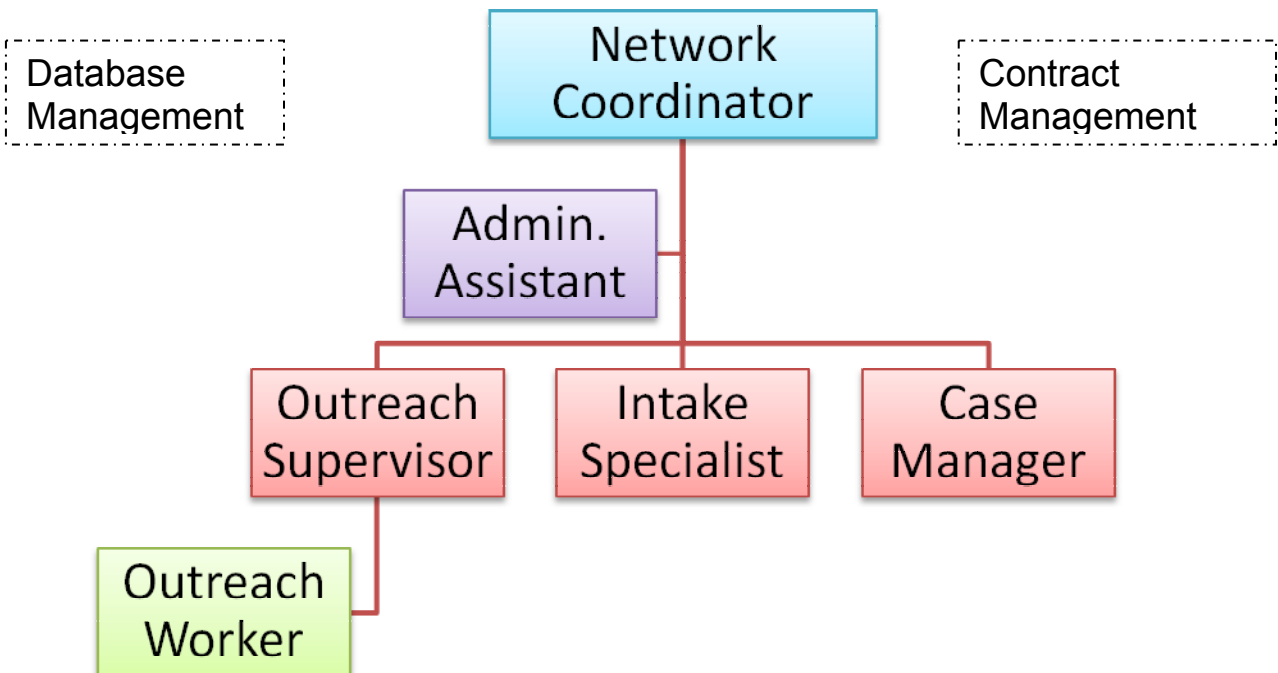 Network
Coordinator
Database
Management
Contract
Management
Admin.
Assistant
Outreach
Supervisor
Intake
Specialist
Case
Manager
Outreach
Worker